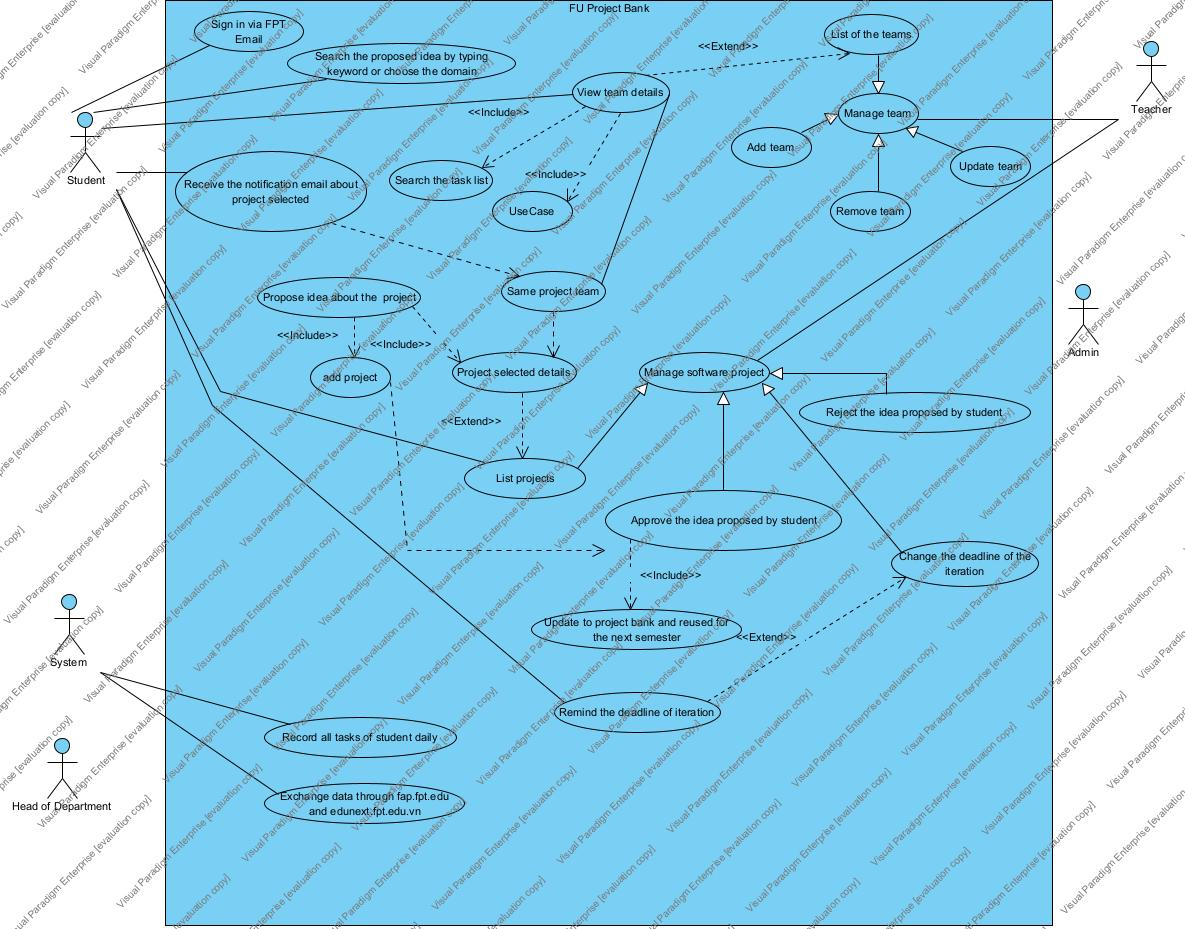 FU Project Bank
Sign in via FPT
Email
List of the teams
<<Extend>>
Search the proposed idea by typing
keyword or choose the domain
View team details
Teacher
<<Include>>
Manage team
Add team
Update team
Student
Receive the notification email about
project selected
Search the task list
<<Include>>
UseCase
Remove team
Propose idea about the project
Same project team
<<Include>>
<<Include>>
Admin
add project
Project selected details
Manage software project
<<Extend>>
Reject the idea proposed by student
List projects
Approve the idea proposed by student
Change the deadline of the
iteration
<<Include>>
Update to project bank and reused for
the next semester
<<Extend>>
System
Remind the deadline of iteration
Record all tasks of student daily
Head of Department
Exchange data through fap.fpt.edu
and edunext.fpt.edu.vn
Visual Paradigm Enterprise [evaluation copy]